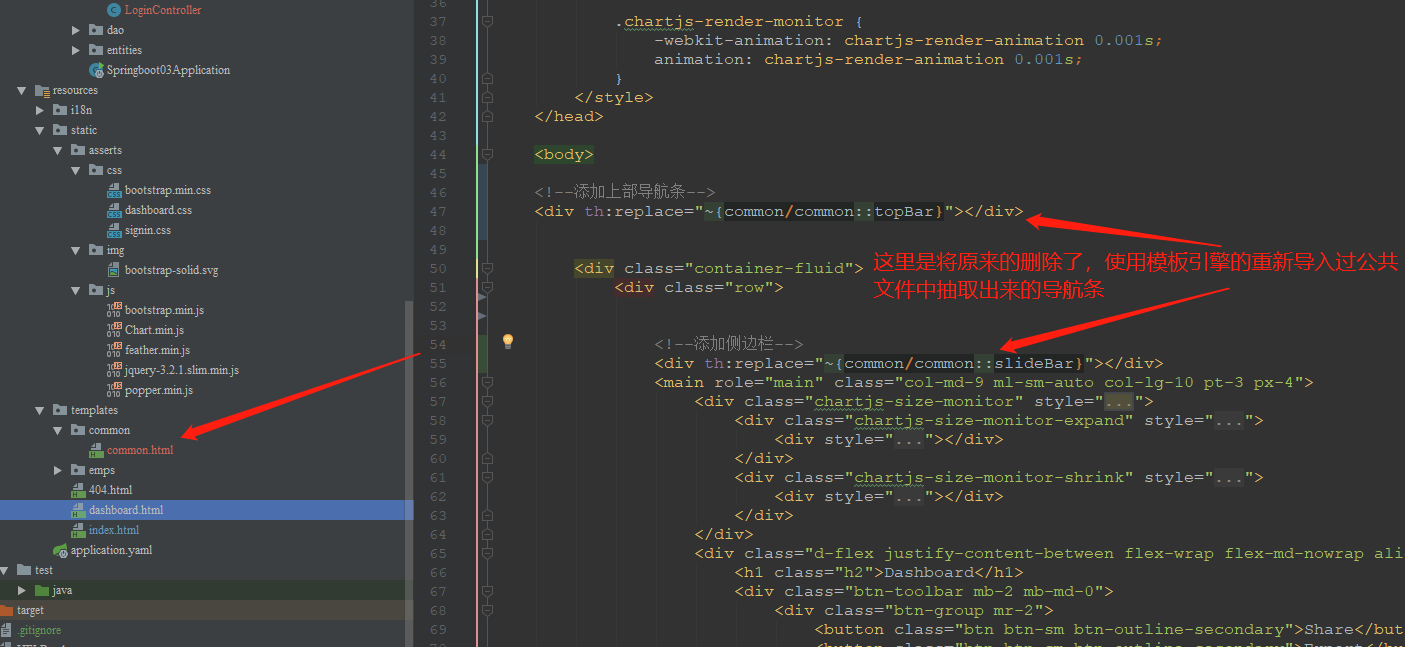 LoginController
dao
entities
Springboot03Application
resources
i18n
static
asserts
css
bootstrap.min.css
dashboard.css
signin.css
img
bootstrap-solid.svg
js
bootstrap.min.js
Chart.min.js
feather.min.js
jquery-3.2.1.slim.min.js
popper.min.js
templates
common
common.html
emps
404.html
dashboard.html
index.html
application.yaml
test
java
target
.gitignore
36
37 .chartjs-render-monitor {
38 -webkit-animation: chartjs-render-animation 0.001s;
39 animation: chartjs-render-animation 0.001s;
40 }
41 </style>
42 </head>
43
44 <body>
45
46 <!--添加上部导航条-->
47 <div th:replace="~{common/common::topBar}"></div>
48
49
50 <div class="container-fluid">
51 <div class="row">
52
53
54 <!--添加侧边栏-->
55 <div th:replace="~{common/common::slideBar}"></div>
56 <main role="main" class="col-md-9 ml-sm-auto col-lg-10 pt-3 px-4">
57 <div class="chartjs-size-monitor" style="...">
58 <div class="chartjs-size-monitor-expand" style="...">
59 <div style="..."></div>
60 </div>
61 <div class="chartjs-size-monitor-shrink" style="...">
62 <div style="..."></div>
63 </div>
64 </div>
65 <div class="d-flex justify-content-between flex-wrap flex-md-nowrap ali
66 <h1 class="h2">Dashboard</h1>
67 <div class="btn-toolbar mb-2 mb-md-0">
68 <div class="btn-group mr-2">
69 <button class="btn btn-sm btn-outline-secondary">Share</but
这里是将原来的删除了，使用模板引擎的重新导入过公共
文件中抽取出来的导航条